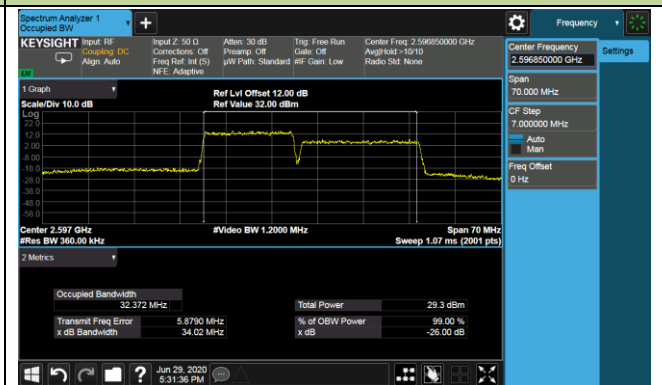 Spectrum Analyzer 1
Occupied BW
Frequency
KEYSIGHT Input: RF
Coupling: DC
Align: Auto
Input Z: 50 Ω
Corrections: Off
Freq Ref: Int (S)
NFE: Adaptive
Atten: 30 dB
Preamp: Off
µW Path: Standard
Trig: Free Run
Gate: Off
#IF Gain: Low
Center Freq: 2.596850000 GHz
Avg|Hold:>10/10
Radio Std: None
Center Frequency
2.596850000 GHz
Settings
Span
70.000 MHz
CF Step
7.000000 MHz
Auto
Man
Freq Offset
0 Hz
1 Graph
Scale/Div 10.0 dB
Ref Lvl Offset 12.00 dB
Ref Value 32.00 dBm
Log
22.0
12.0
2.00
-8.00
-18.0
-28.0
-38.0
-48.0
-58.0
Center 2.597 GHz
#Res BW 360.00 kHz
#Video BW 1.2000 MHz
Span 70 MHz
Sweep 1.07 ms (2001 pts)
2 Metrics
Occupied Bandwidth
32.372 MHz
Total Power 29.3 dBm
Transmit Freq Error 5.8790 MHz
% of OBW Power 99.00 %
x dB Bandwidth 34.02 MHz
x dB -26.00 dB
Jun 29, 2020
5:31:36 PM